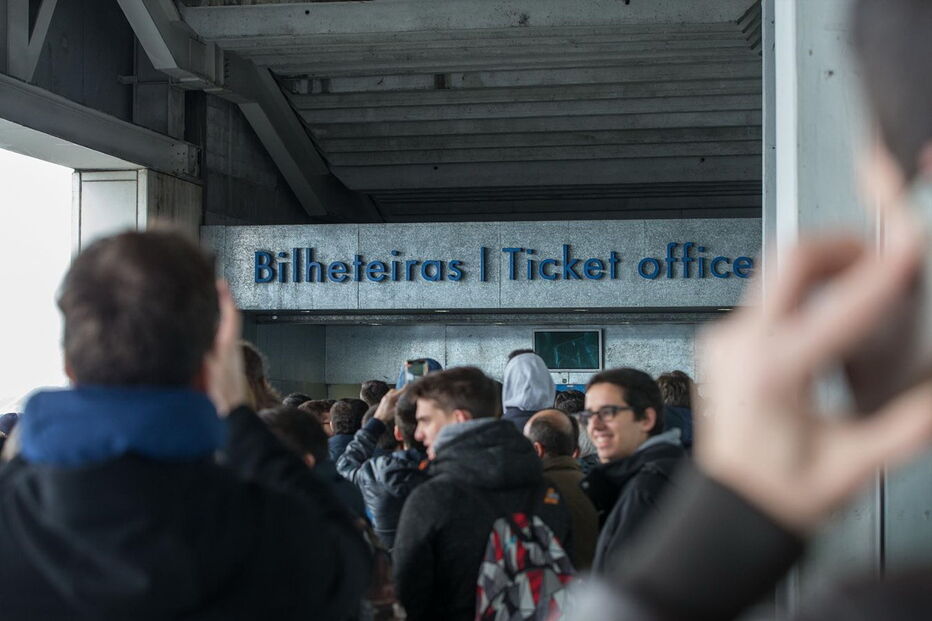 Bilheteiras | Ticket office